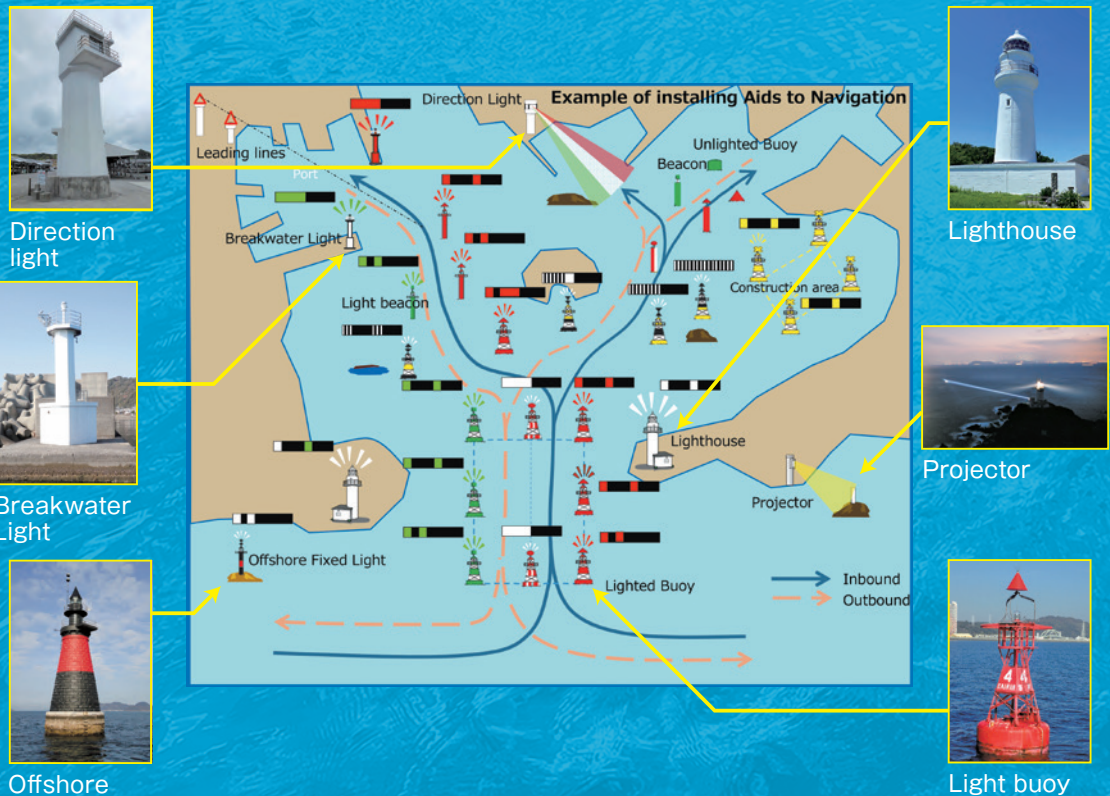 Example of installing Aids to Navigation
Direction Light
Leading lines
Port
Breakwater Light
Light beacon
Unlighted Buoy
Beacon
Construction area
Lighthouse
Projector
Offshore Fixed Light
Lighted Buoy
Inbound
Outbound
Direction
light
Breakwater
Light
Offshore
Lighthouse
Projector
4 4
Light buoy